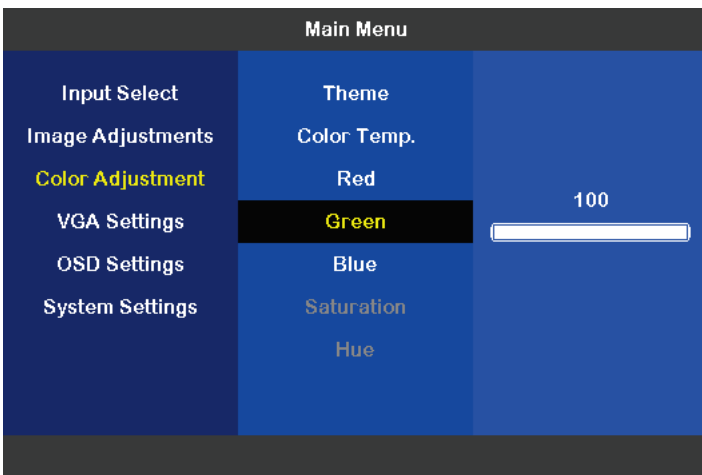 Main Menu
Input Select
Image Adjustments
Color Adjustment
VGA Settings
OSD Settings
System Settings
Theme
Color Temp.
Red
Green
Blue
Saturation
Hue
100